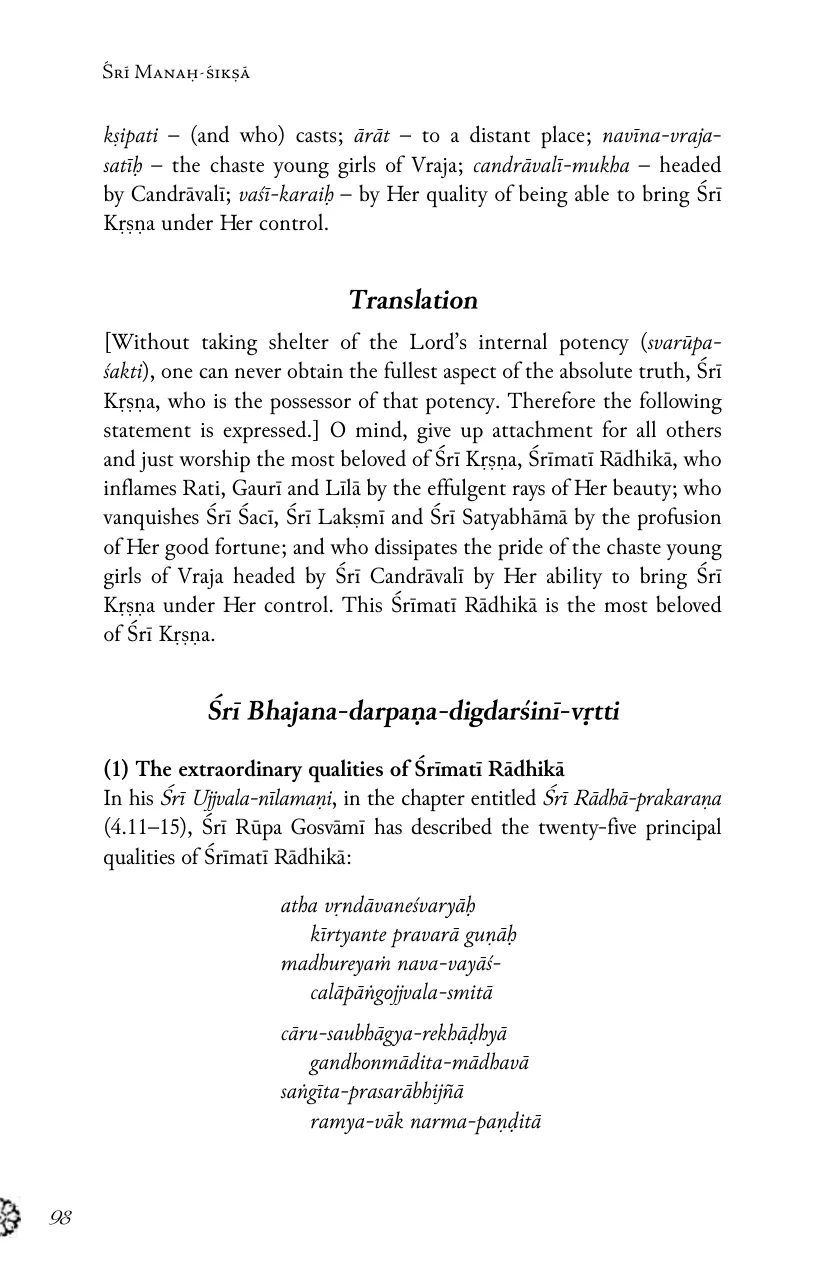 Śrī Manaḥ-śikṣā
kṣipati – (and who) casts; ārāt – to a distant place; navīna-vraja-
satīḥ – the chaste young girls of Vraja; candrāvalī-mukha – headed
by Candrāvalī; vaśī-karaiḥ – by Her quality of being able to bring Śrī
Kṛṣṇa under Her control.
Translation
[Without taking shelter of the Lord’s internal potency (svarūpa-
śakti), one can never obtain the fullest aspect of the absolute truth, Śrī
Kṛṣṇa, who is the possessor of that potency. Therefore the following
statement is expressed.] O mind, give up attachment for all others
and just worship the most beloved of Śrī Kṛṣṇa, Śrīmatī Rādhikā, who
inflames Rati, Gaurī and Līlā by the effulgent rays of Her beauty; who
vanquishes Śrī Śacī, Śrī Lakṣmī and Śrī Satyabhāmā by the profusion
of Her good fortune; and who dissipates the pride of the chaste young
girls of Vraja headed by Śrī Candrāvalī by Her ability to bring Śrī
Kṛṣṇa under Her control. This Śrīmatī Rādhikā is the most beloved
of Śrī Kṛṣṇa.
Śrī Bhajana-darpaṇa-digdarśinī-vṛtti
(1) The extraordinary qualities of Śrīmatī Rādhikā
In his Śrī Ujjvala-nīlamaṇi, in the chapter entitled Śrī Rādhā-prakaraṇa
(4.11–15), Śrī Rūpa Gosvāmī has described the twenty-five principal
qualities of Śrīmatī Rādhikā:
atha vṛndāvaneśvaryāḥ
kīrtyante pravarā guṇāḥ
madhureyaṁ nava-vayāś-
calāpāṅgojjvala-smitā
cāru-saubhāgya-rekhāḍhyā
gandhonmādita-mādhavā
saṅgīta-prasarābhijñā
ramya-vāk narma-paṇḍitā
98